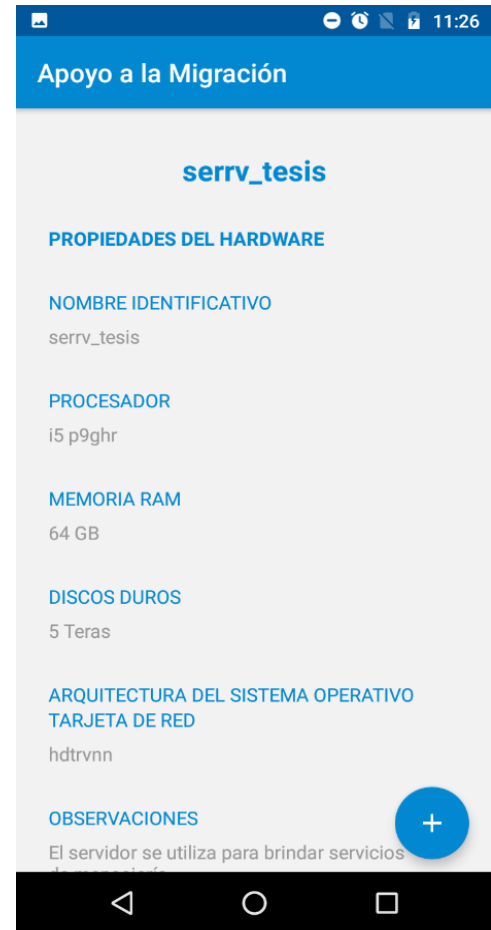 11:26
Apoyo a la Migración
serrv_tesis
PROPIEDADES DEL HARDWARE
NOMBRE IDENTIFICATIVO
serrv_tesis
PROCESADOR
i5 p9ghr
MEMORIA RAM
64 GB
DISCOS DUROS
5 Teras
ARQUITECTURA DEL SISTEMA OPERATIVO
TARJETA DE RED
hdtrvnn
OBSERVACIONES
El servidor se utiliza para brindar servicios